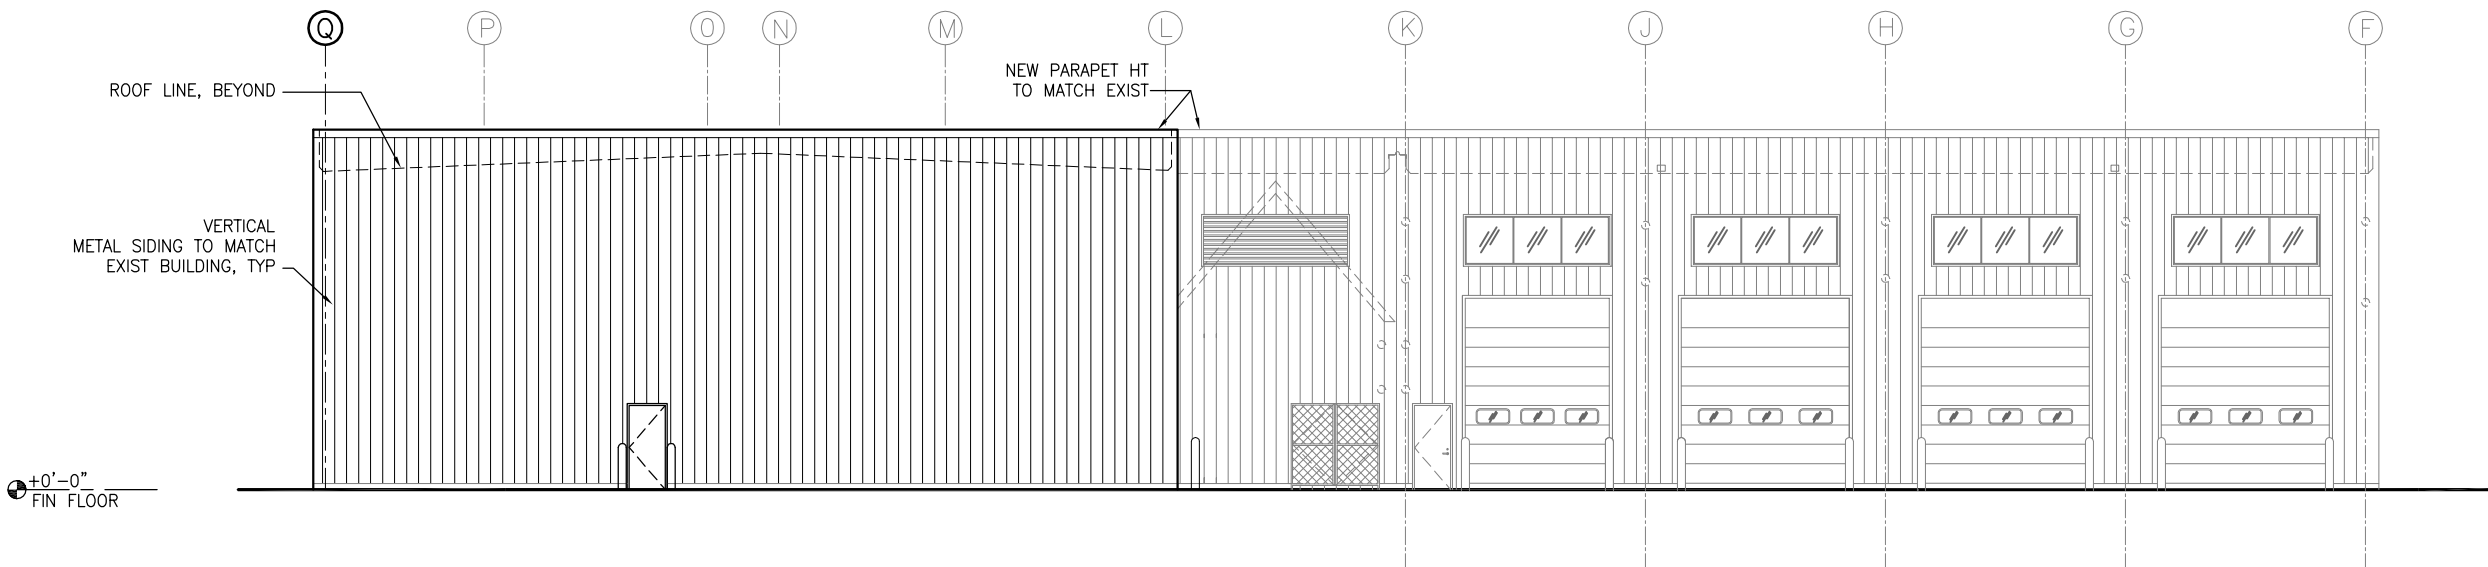 Q P O N M L K J H G F
NEW PARAPET HT
TO MATCH EXIST
ROOF LINE, BEYOND
VERTICAL
METAL SIDING TO MATCH
EXIST BUILDING, TYP
+0'-0"
FIN FLOOR